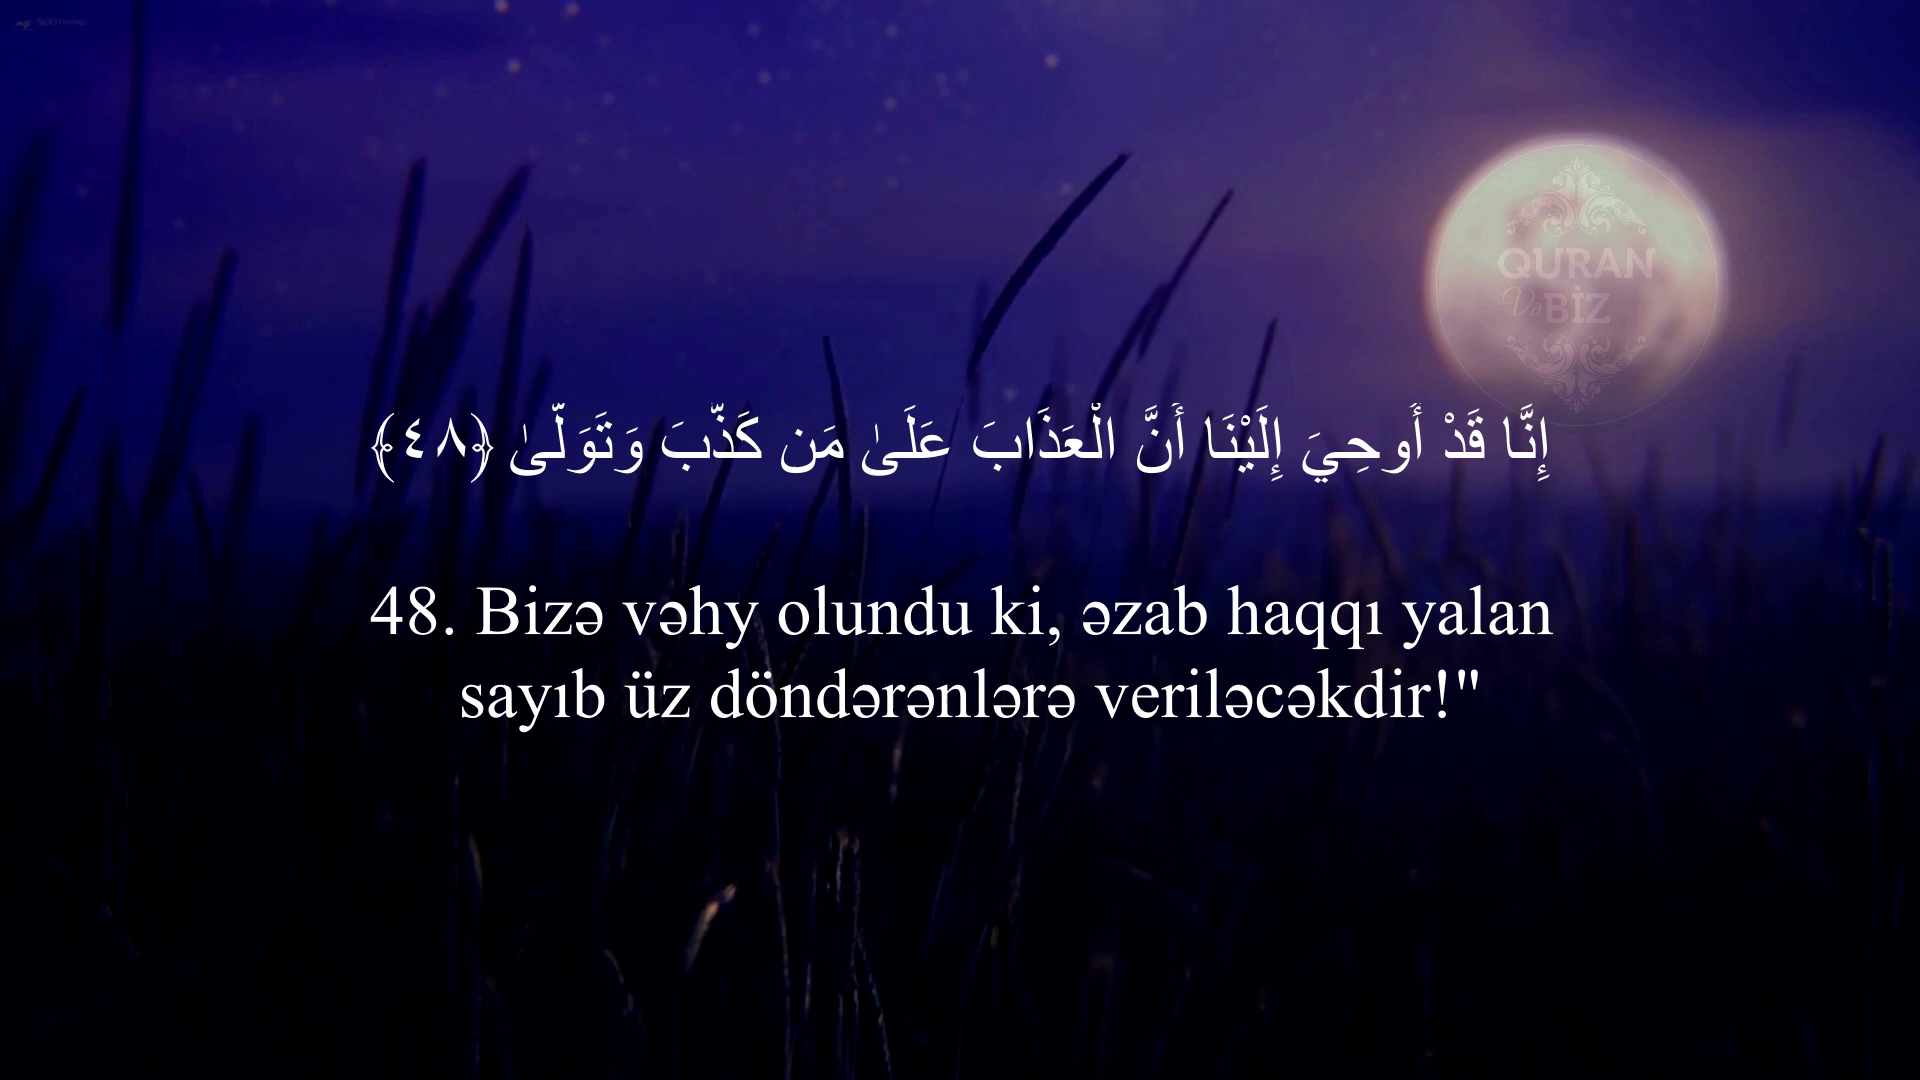 SOOTHING
QURAN
Və BİZ
إِنَّا قَدْ أُوحِيَ إِلَيْنَا أَنَّ الْعَذَابَ عَلَىٰ مَن كَذَّبَ وَتَوَلَّىٰ ﴿٤٨﴾
48. Bizə vəhy olundu ki, əzab haqqı yalan
sayıb üz döndərənlərə veriləcəkdir!"